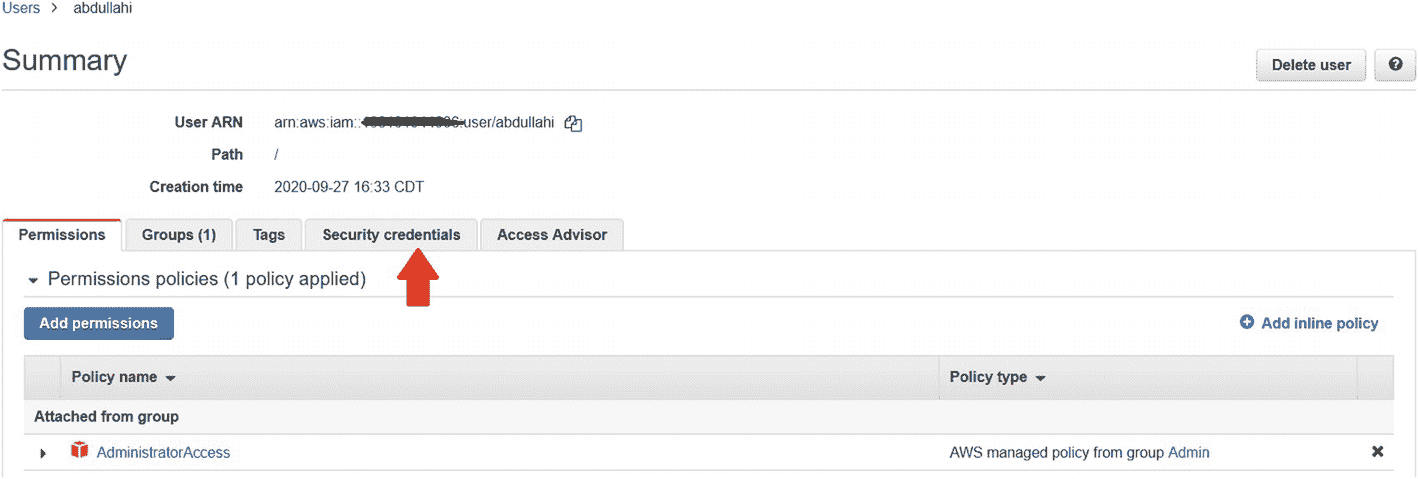 Users > abdullahi
Summary
Delete user
User ARN arn:aws:iam:: user/abdullahi
Path /
Creation time 2020-09-27 16:33 CDT
Permissions Groups (1) Tags Security credentials Access Advisor
Permissions policies (1 policy applied)
Add permissions
Add inline policy
Policy name Policy type
Attached from group
AdministratorAccess AWS managed policy from group Admin